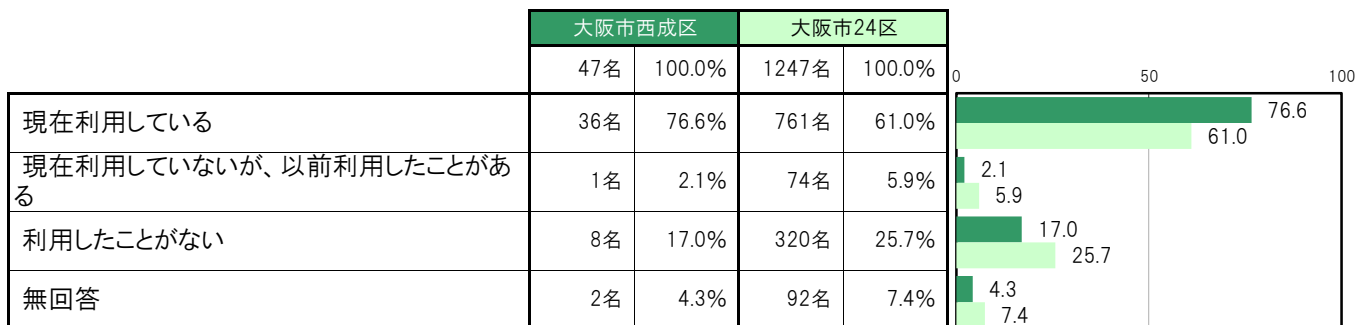 大阪市西成区 大阪市24区
47名 100.0% 1247名 100.0% 0 50 100
現在利用している 36名 76.6% 761名 61.0% 76.6
61.0
現在利用していないが、以前利用したことがあ
る 1名 2.1% 74名 5.9% 2.1
5.9
利用したことがない 8名 17.0% 320名 25.7% 17.0
25.7
無回答 2名 4.3% 92名 7.4% 4.3
7.4